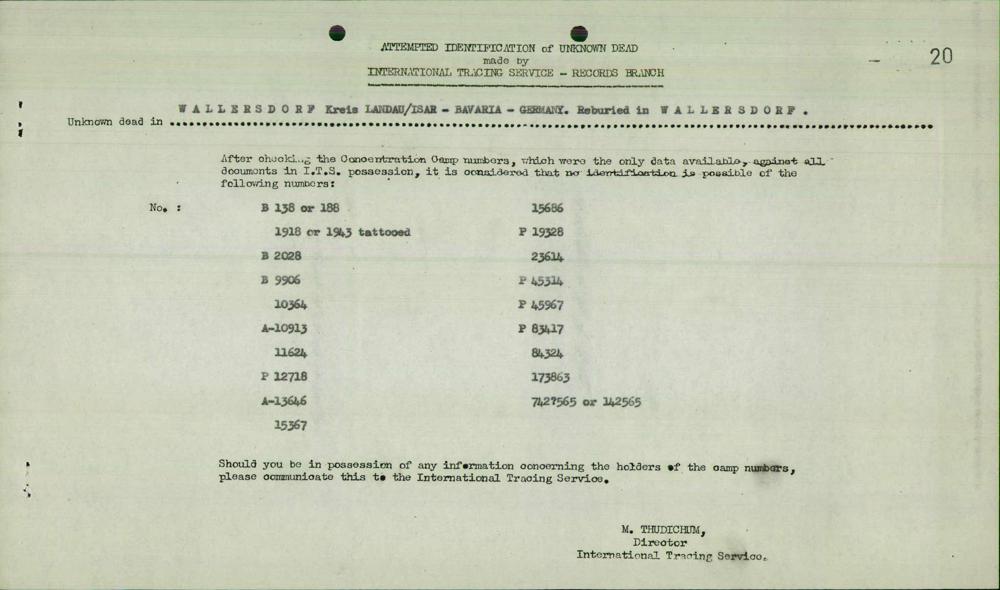 ATTEMPTED IDENTIFICATION of UNKNOWN DEAD
20
made by
INTERNATIONAL TRACING SERVICE - RECORDS BRANCH
W A L L E R S D O R F Kreis LANDAU/ISAR - BAVARIA - GERMANY. Reburied in W A L L E R S D O R F .
Unknown dead in
After checking the Concentration Camp numbers, which were the only data available, against all
documents in I.T.S. possession, it is considered that no identification is possible of the
following numbers:
No. :
B 138 or 188
15686
1918 or 1943 tattooed
P 19328
B 2028
23614
B 9906
P 45314
10364
P 45967
A-10913
P 83417
11624
84324
P 12718
173863
A-13646
742?565 or 142565
15367
Should you be in possession of any information concerning the holders of the camp numbers,
please communicate this to the International Tracing Service.
M. THUDICHUM,
Director
International Tracing Service.